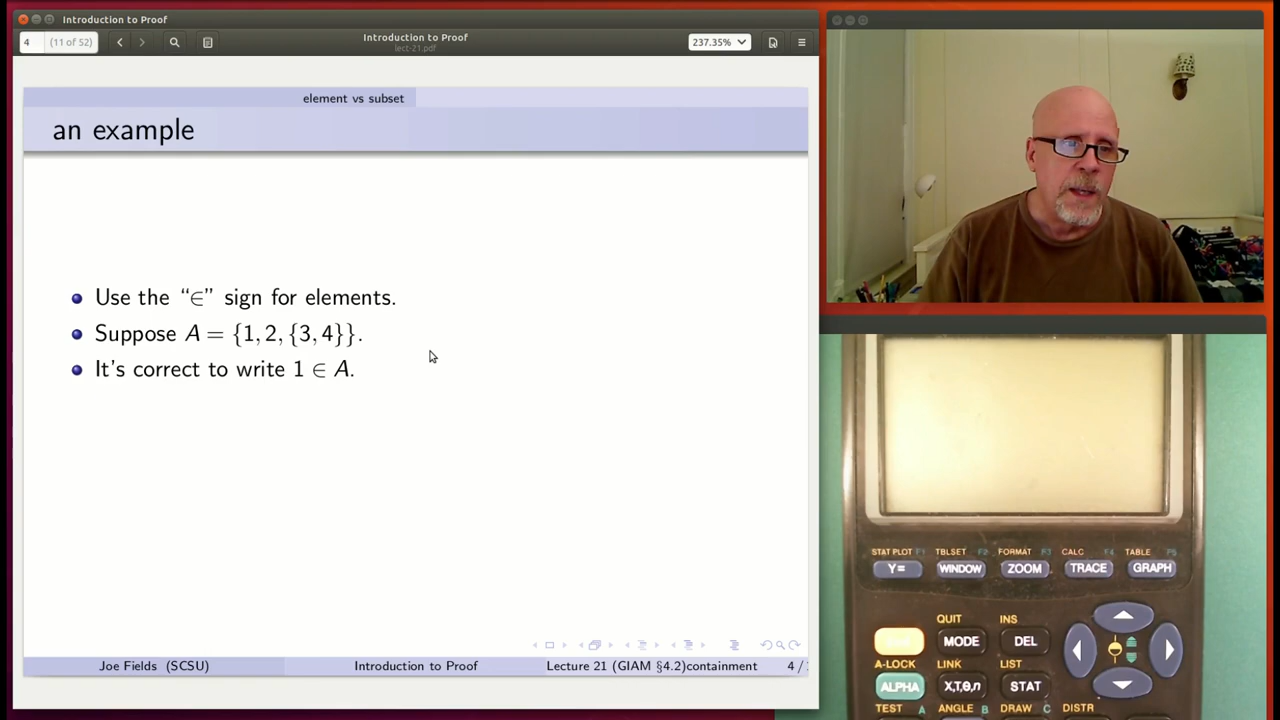 Introduction to Proof
4 (11 of 52)
Introduction to Proof
lect-21.pdf
237.35%
element vs subset
an example
Use the “∈” sign for elements.
Suppose A = {1, 2, {3, 4}}.
It's correct to write 1 ∈ A.
Joe Fields (SCSU) Introduction to Proof Lecture 21 (GIAM §4.2)containment 4 /
STAT PLOT F1 TBLSET F2 FORMAT F3 CALC F4 TABLE F5
Y= WINDOW ZOOM TRACE GRAPH
QUIT INS
MODE DEL
A-LOCK LINK LIST
ALPHA X,T,θ,n STAT
TEST A ANGLE B DRAW C DISTR